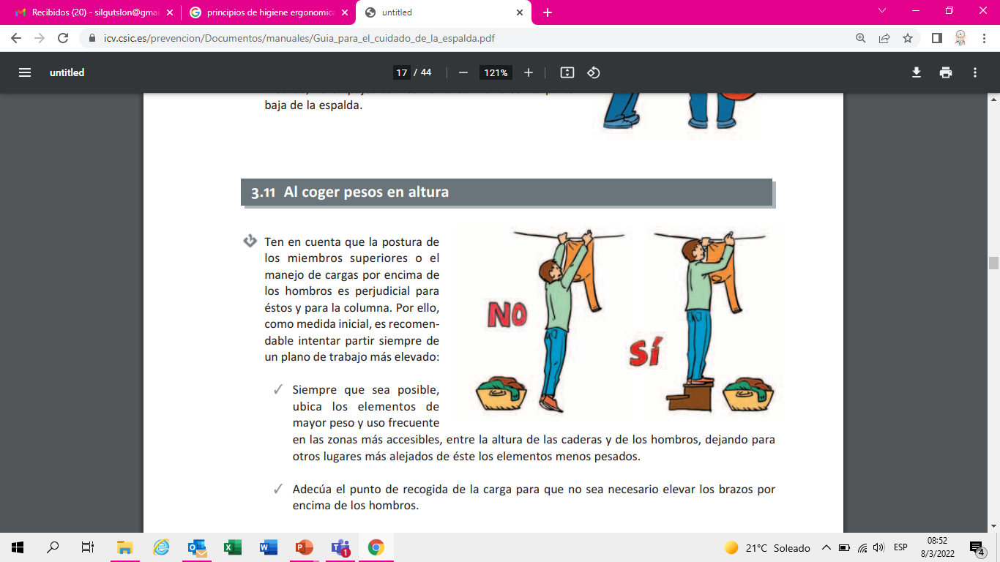 Recibidos (20) - silgutslon@gmai
principios de higiene ergonomica
untitled
icv.csic.es/prevencion/Documentos/manuales/Guia_para_el_cuidado_de_la_espalda.pdf
untitled
17 / 44
121%
baja de la espalda.
3.11 Al coger pesos en altura
Ten en cuenta que la postura de
los miembros superiores o el
manejo de cargas por encima de
los hombros es perjudicial para
éstos y para la columna. Por ello,
como medida inicial, es recomen-
dable intentar partir siempre de
un plano de trabajo más elevado:
NO
SÍ
✓ Siempre que sea posible,
ubica los elementos de
mayor peso y uso frecuente
en las zonas más accesibles, entre la altura de las caderas y de los hombros, dejando para
otros lugares más alejados de éste los elementos menos pesados.
✓ Adecúa el punto de recogida de la carga para que no sea necesario elevar los brazos por
encima de los hombros.
21°C Soleado
ESP
08:52
8/3/2022
4
1